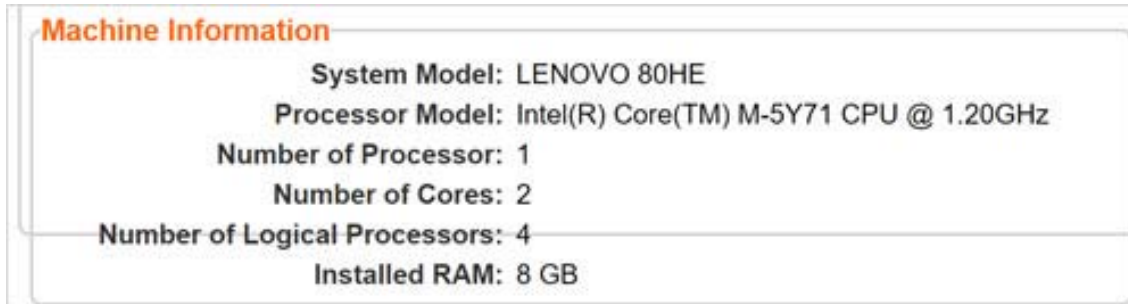 Machine Information
System Model: LENOVO 80HE
Processor Model: Intel(R) Core(TM) M-5Y71 CPU @ 1.20GHz
Number of Processor: 1
Number of Cores: 2
Number of Logical Processors: 4
Installed RAM: 8 GB